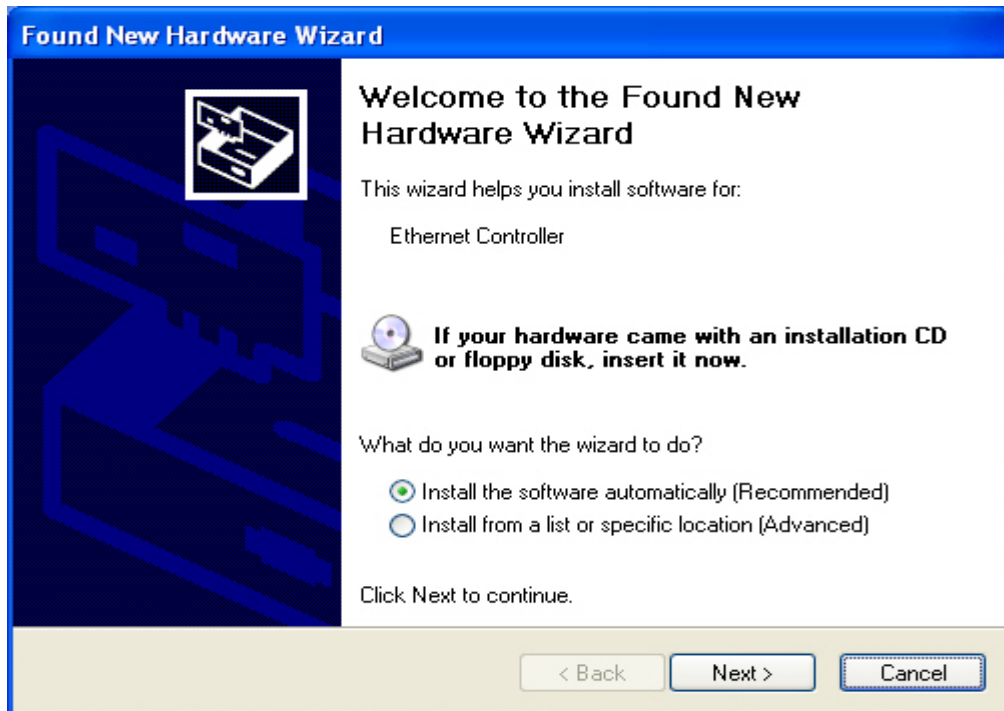 Found New Hardware Wizard
Welcome to the Found New
Hardware Wizard
This wizard helps you install software for:
Ethernet Controller
If your hardware came with an installation CD
or floppy disk, insert it now.
What do you want the wizard to do?
Install the software automatically (Recommended)
Install from a list or specific location (Advanced)
Click Next to continue.
< Back Next > Cancel